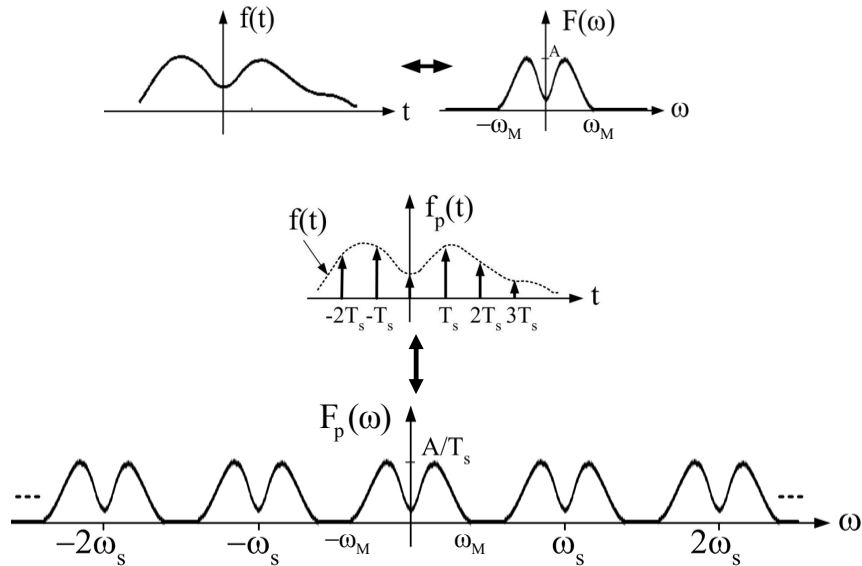 f(t)
F(ω)
A
t
−ω_M
ω_M
ω
f(t)
f_p(t)
-2T_s
-T_s
T_s
2T_s
3T_s
t
F_p(ω)
A/T_s
−2ω_s
−ω_s
−ω_M
ω_M
ω_s
2ω_s
ω